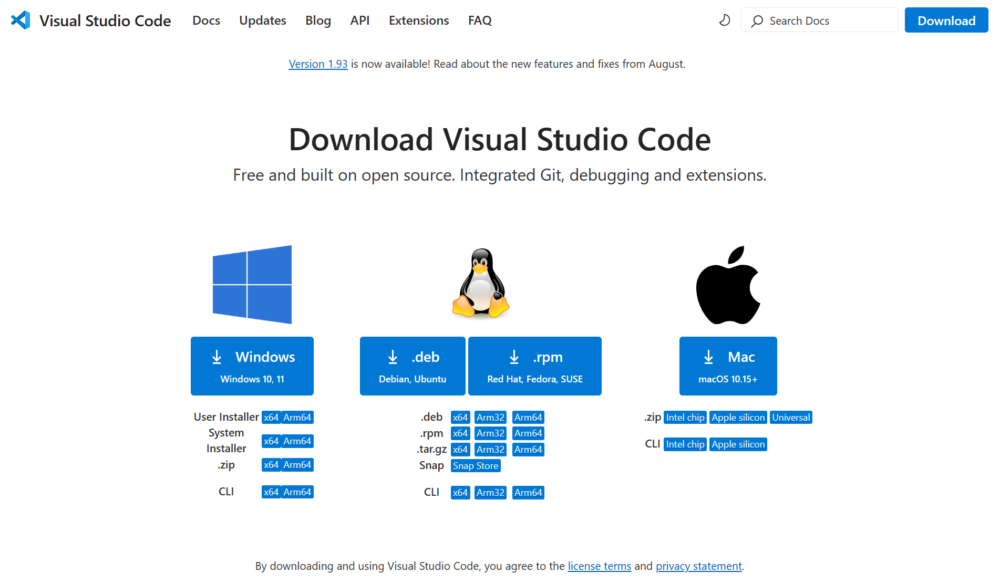 Visual Studio Code Docs Updates Blog API Extensions FAQ Search Docs Download
Version 1.93 is now available! Read about the new features and fixes from August.
Download Visual Studio Code
Free and built on open source. Integrated Git, debugging and extensions.
Windows
Windows 10, 11
User Installer x64 Arm64
System
Installer x64 Arm64
.zip x64 Arm64
CLI x64 Arm64
.deb
Debian, Ubuntu
.rpm
Red Hat, Fedora, SUSE
.deb x64 Arm32 Arm64
.rpm x64 Arm32 Arm64
.tar.gz x64 Arm32 Arm64
Snap Snap Store
CLI x64 Arm32 Arm64
Mac
macOS 10.15+
.zip Intel chip Apple silicon Universal
CLI Intel chip Apple silicon
By downloading and using Visual Studio Code, you agree to the license terms and privacy statement.